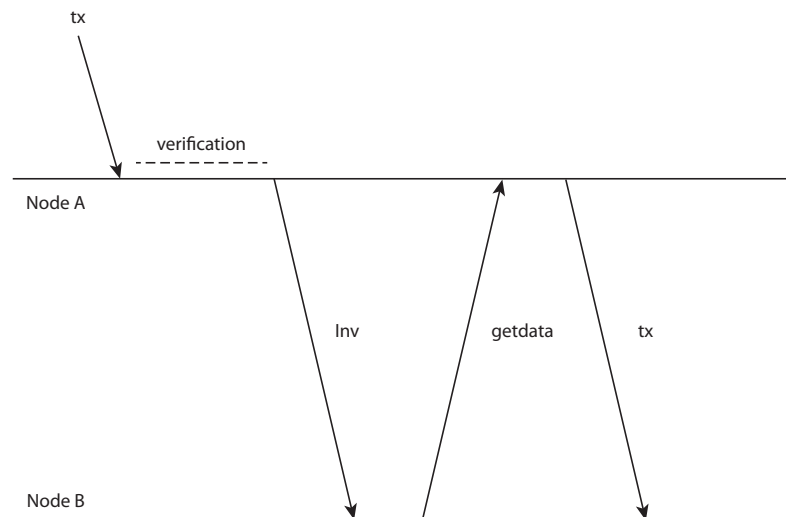 tx
verification
Node A
Inv
getdata
tx
Node B